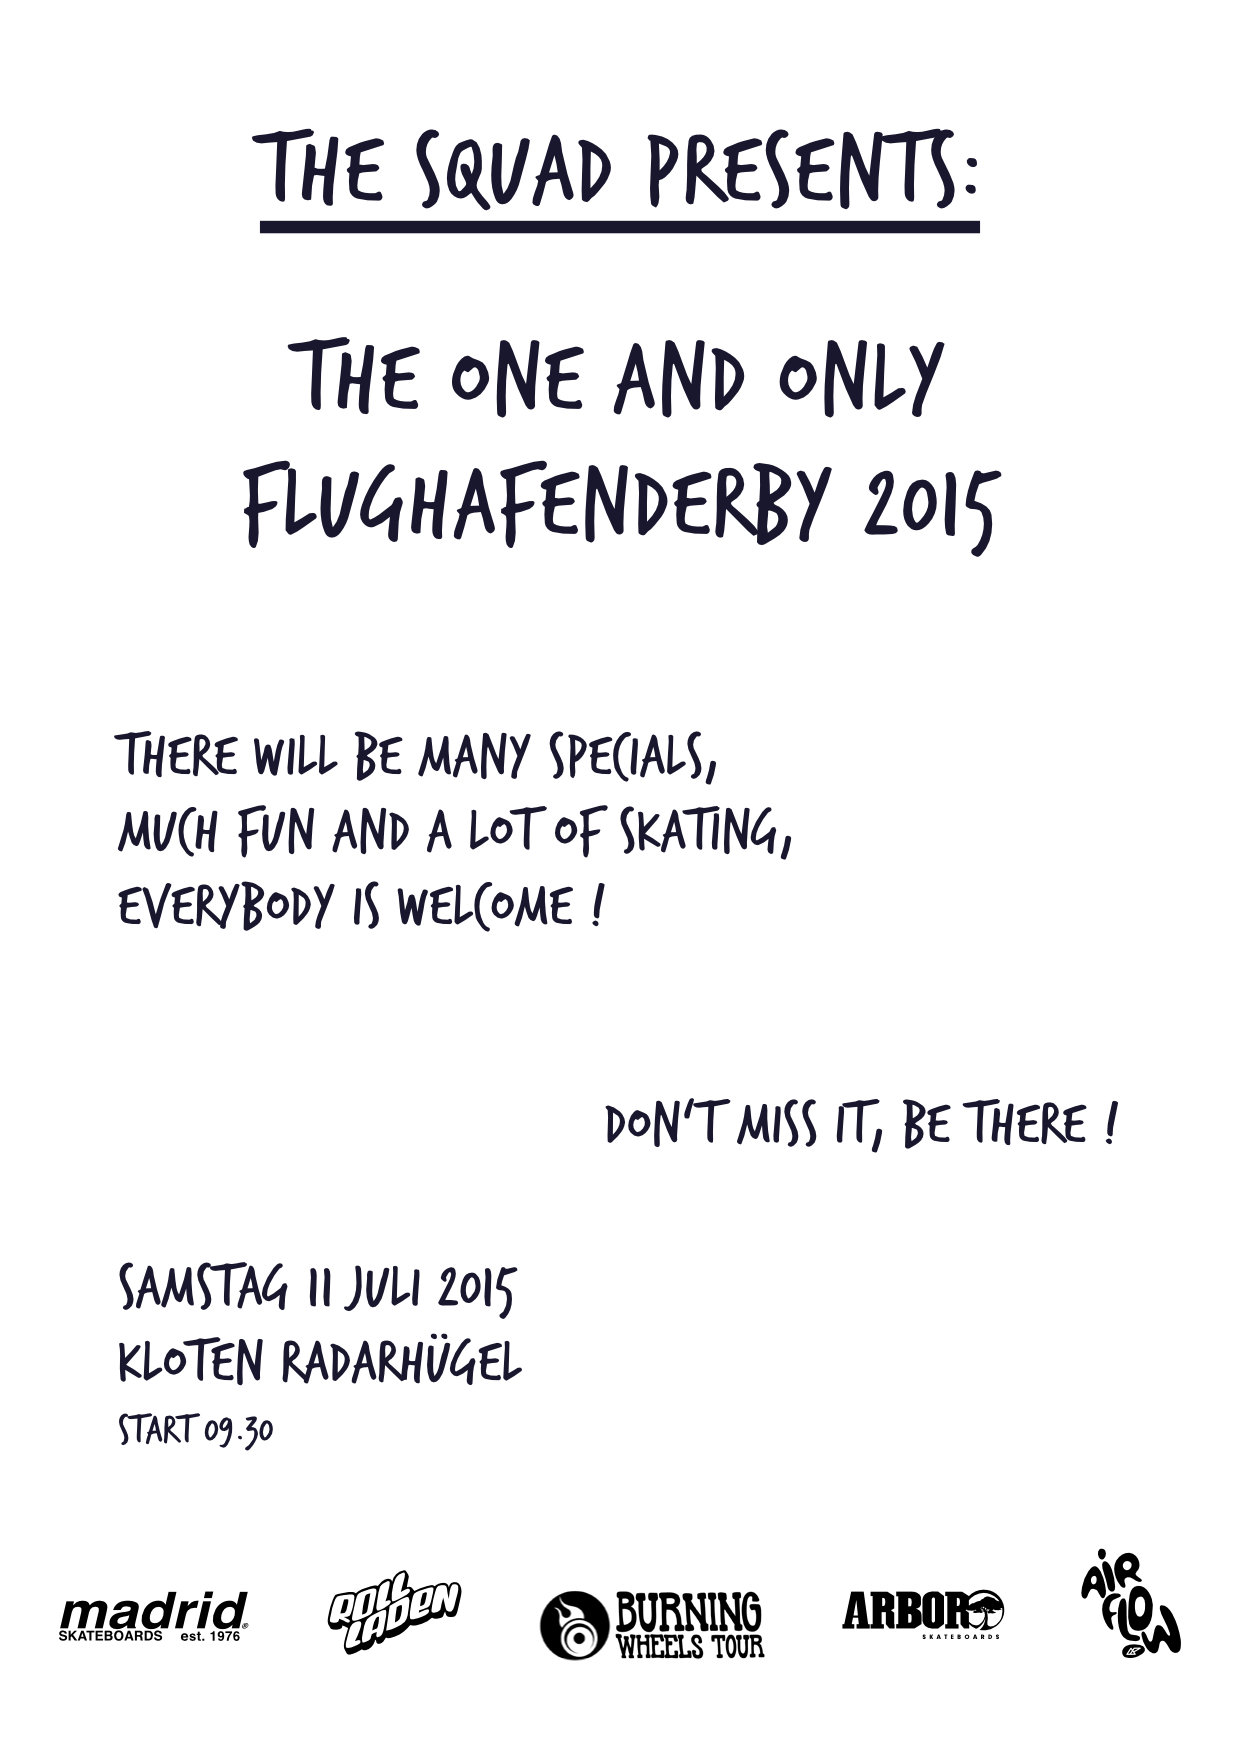 THE SQUAD PRESENTS:
THE ONE AND ONLY
FLUGHAFENDERBY 2015
THERE WILL BE MANY SPECIALS,
MUCH FUN AND A LOT OF SKATING,
EVERYBODY IS WELCOME !
DON'T MISS IT, BE THERE !
SAMSTAG 11 JULI 2015
KLOTEN RADARHÜGEL
START 09.30
madrid®
SKATEBOARDS est. 1976
ROLL
LADEN
BURNING
WHEELS TOUR
ARBOR
SKATEBOARDS
AIR
FLOW